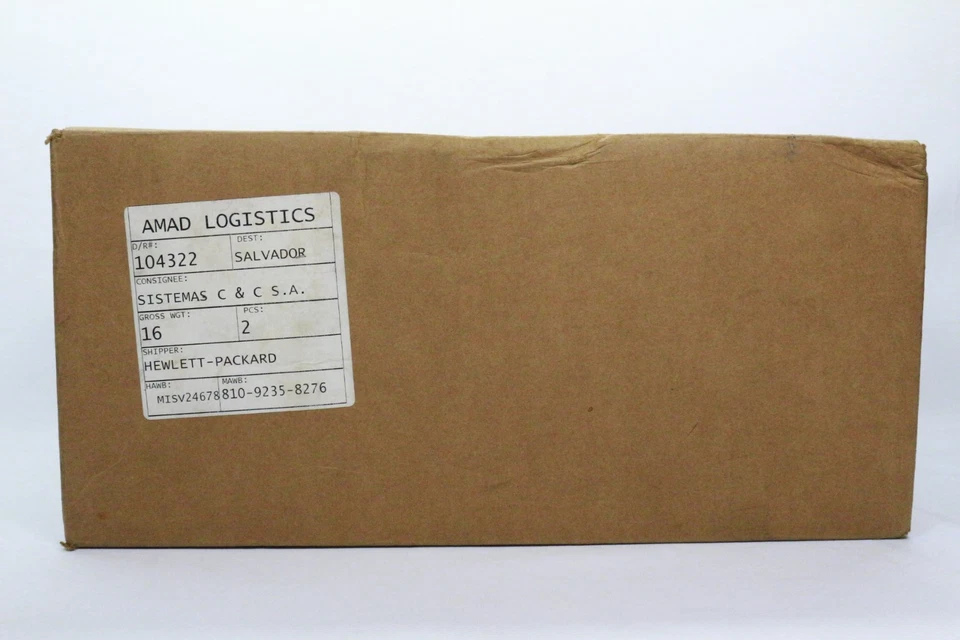 AMAD LOGISTICS
D/R#: DEST:
104322 SALVADOR
CONSIGNEE:
SISTEMAS C & C S.A.
GROSS WGT: PCS:
16 2
SHIPPER:
HEWLETT-PACKARD
HAWB: MAWB:
MISV24678 810-9235-8276